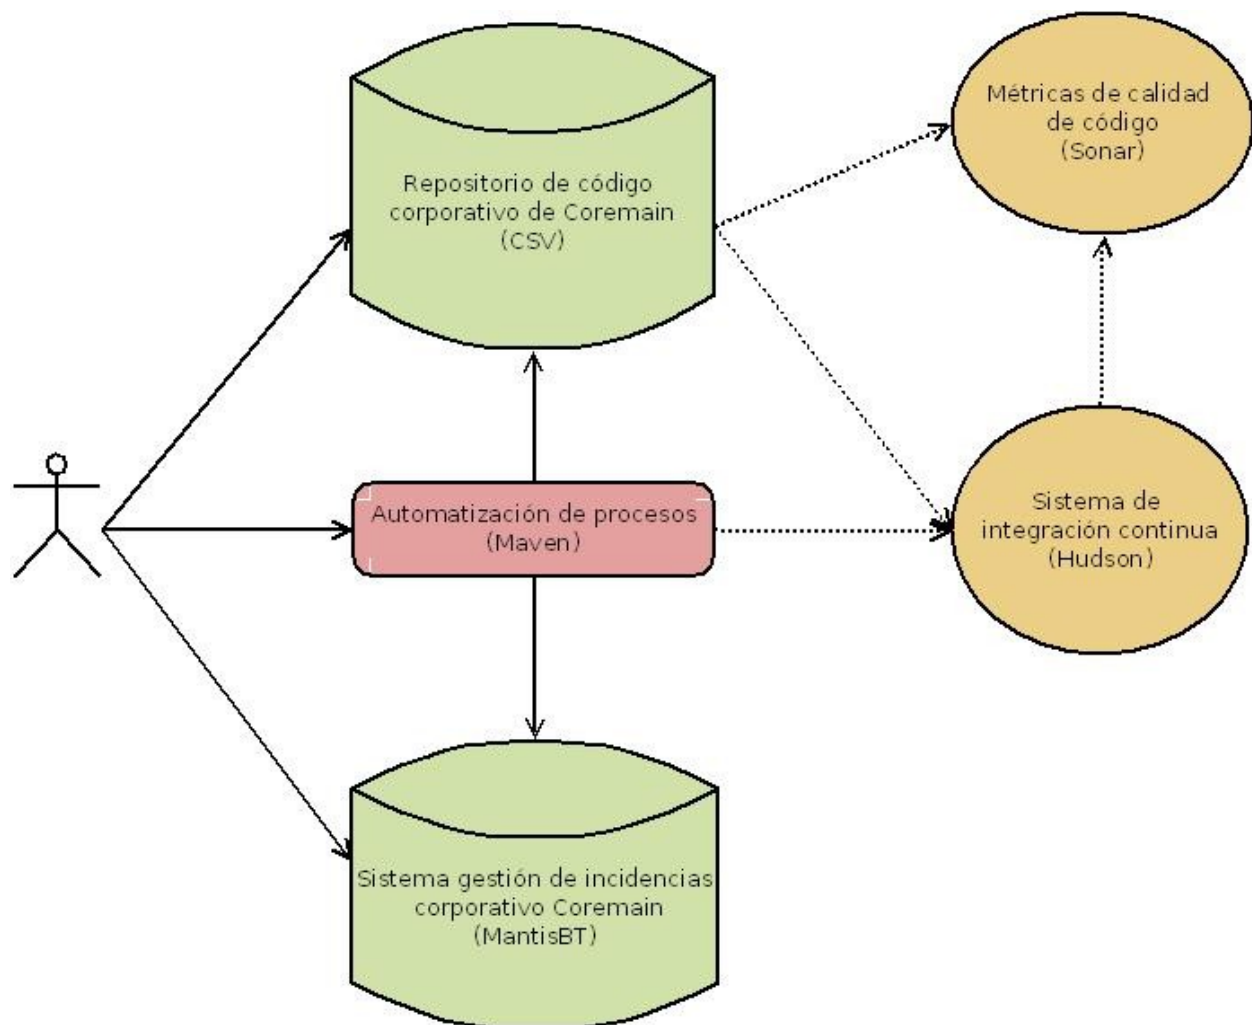 Repositorio de código
corporativo de Coremain
(CSV)
Métricas de calidad
de código
(Sonar)
Automatización de procesos
(Maven)
Sistema de
integración continua
(Hudson)
Sistema gestión de incidencias
corporativo Coremain
(MantisBT)